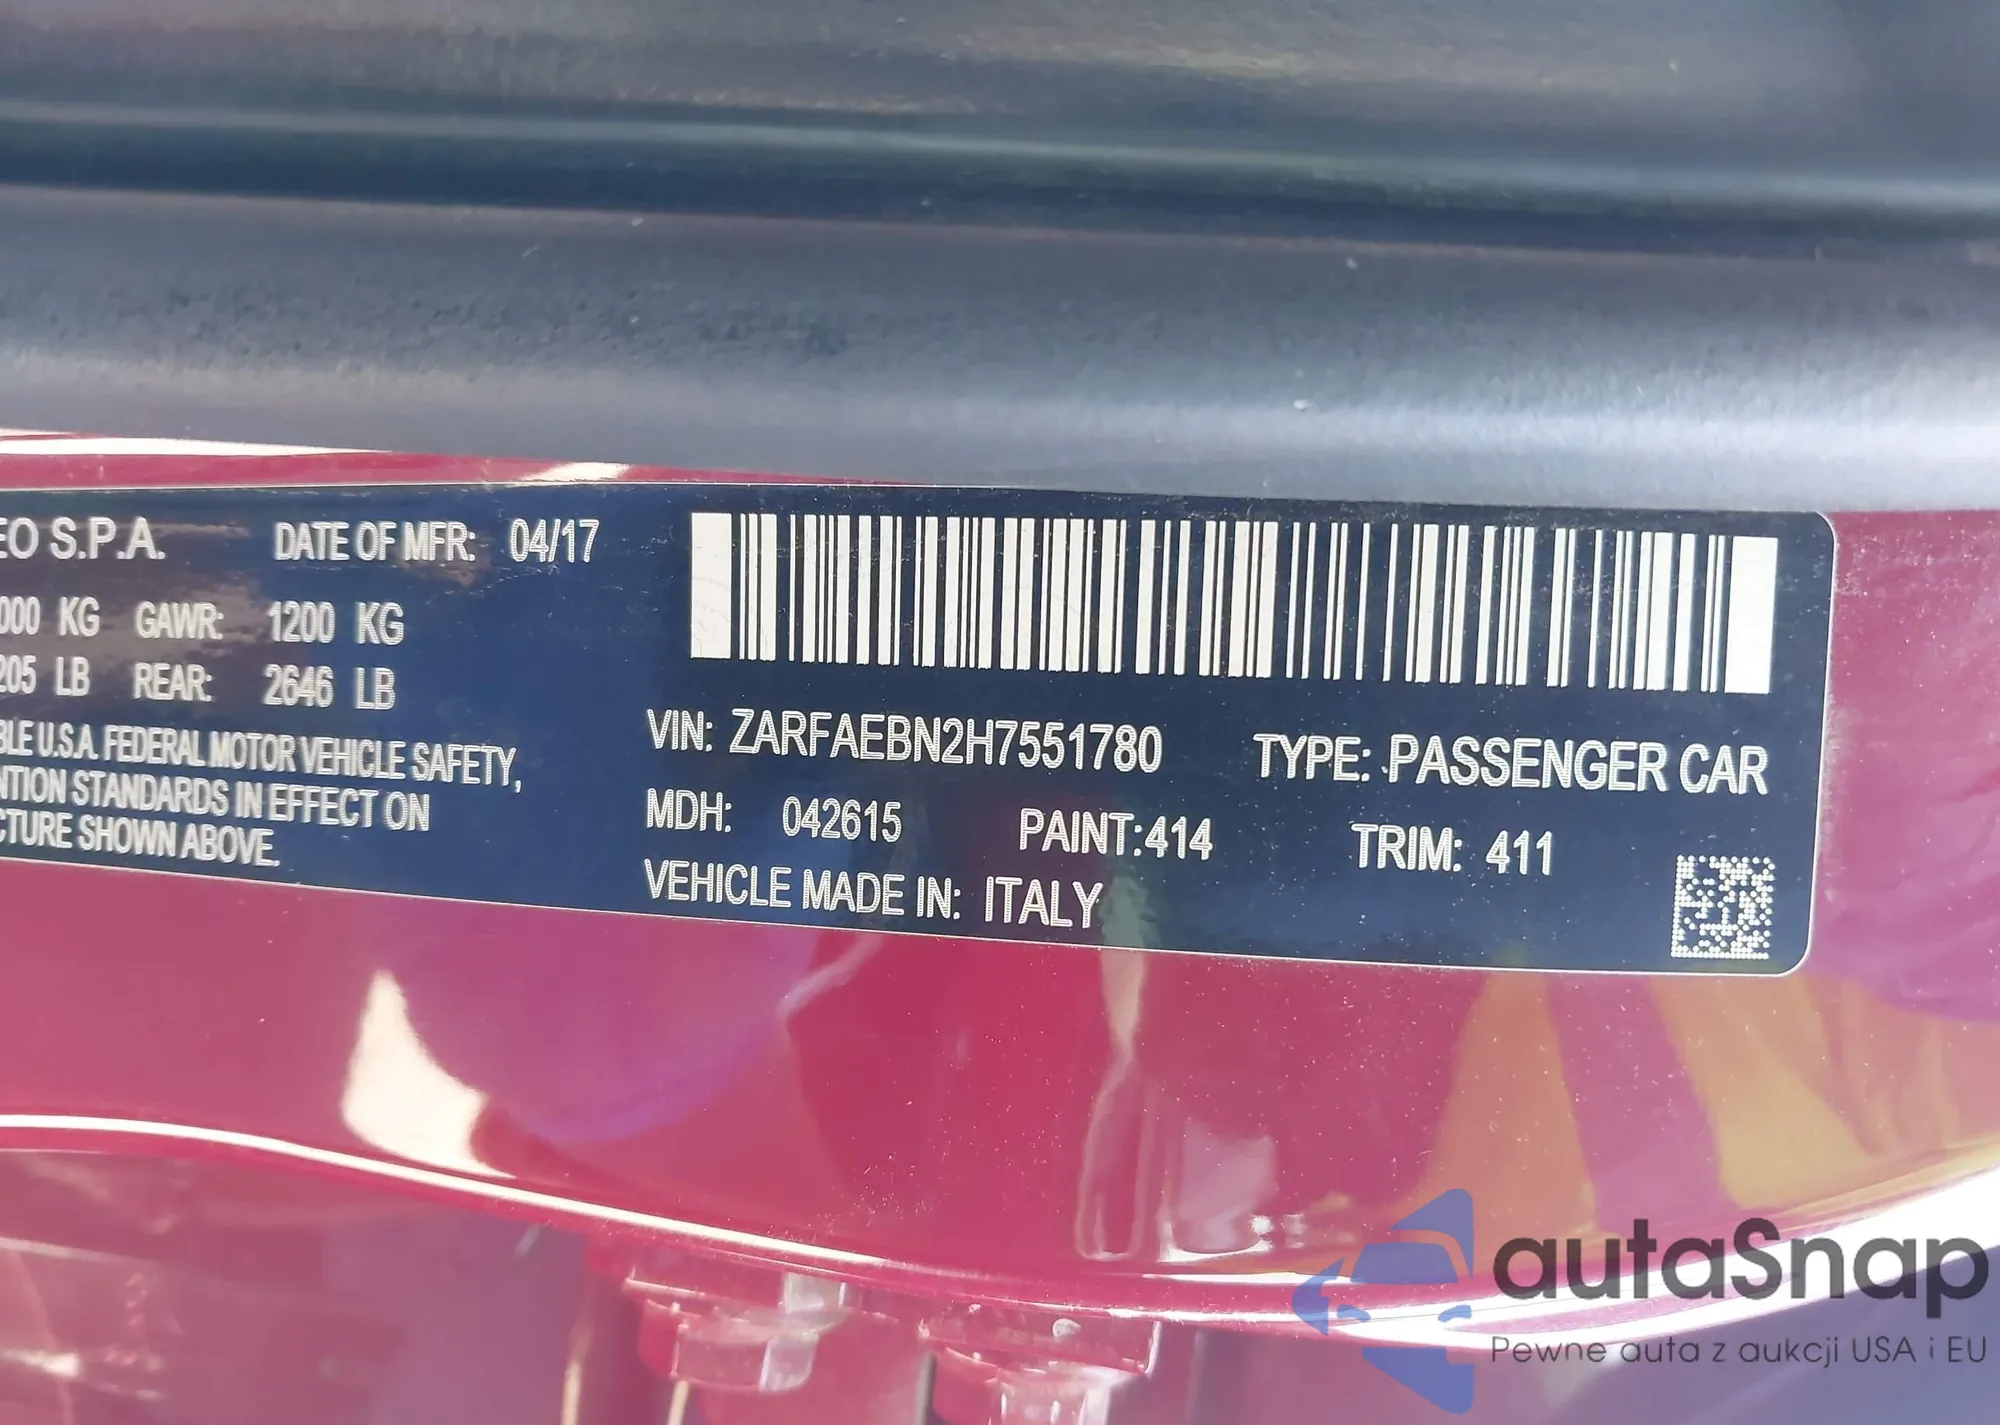 EO S.P.A. DATE OF MFR: 04/17
000 KG GAWR: 1200 KG
205 LB REAR: 2646 LB
BLE U.S.A. FEDERAL MOTOR VEHICLE SAFETY,
NTION STANDARDS IN EFFECT ON
CTURE SHOWN ABOVE.
VIN: ZARFAEBN2H7551780 TYPE: PASSENGER CAR
MDH: 042615 PAINT:414 TRIM: 411
VEHICLE MADE IN: ITALY
autaSnap
Pewne auta z aukcji USA i EU